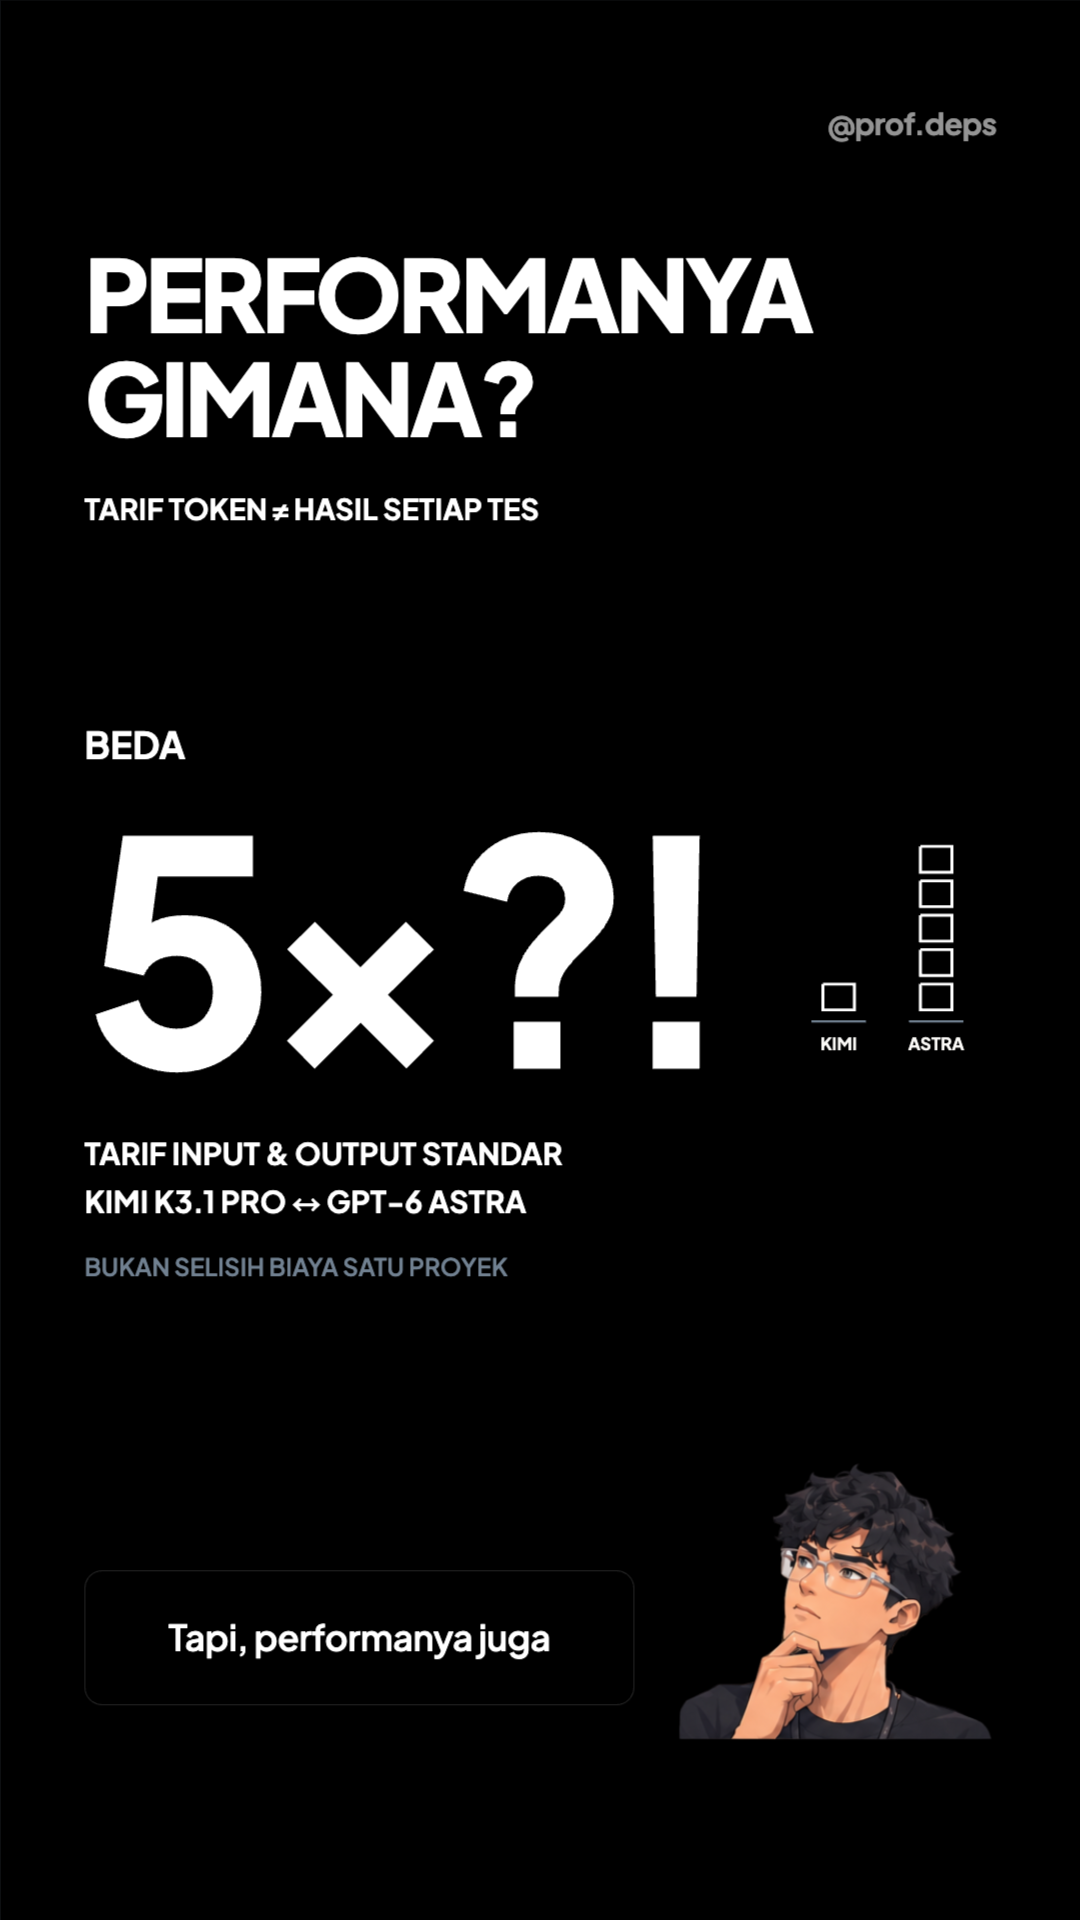 @prof.deps
PERFORMANYA
GIMANA?
TARIF TOKEN ≠ HASIL SETIAP TES
BEDA
5×?!
KIMI
ASTRA
TARIF INPUT & OUTPUT STANDAR
KIMI K3.1 PRO ↔ GPT-6 ASTRA
BUKAN SELISIH BIAYA SATU PROYEK
Tapi, performanya juga